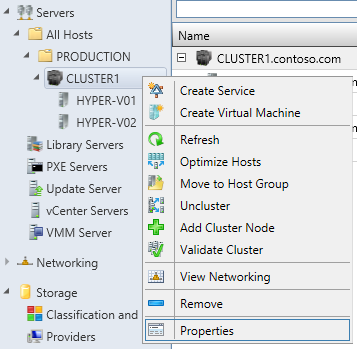 Servers
All Hosts
PRODUCTION
CLUSTER1
HYPER-V01
HYPER-V02
Library Servers
PXE Servers
Update Server
vCenter Servers
VMM Server
Networking
Storage
Classification and
Providers
Name
CLUSTER1.contoso.com
Create Service
Create Virtual Machine
Refresh
Optimize Hosts
Move to Host Group
Uncluster
Add Cluster Node
Validate Cluster
View Networking
Remove
Properties